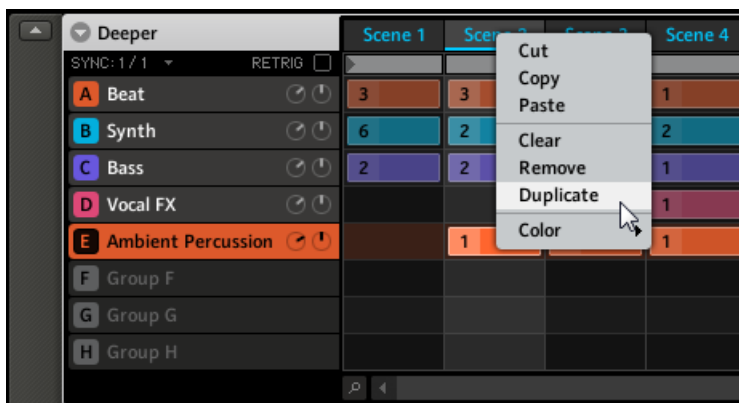 Deeper Scene 1 Scene 4
SYNC: 1/1 RETRIG
A Beat 3 3 1
B Synth 6 2 2
C Bass 2 2 1
D Vocal FX 1
E Ambient Percussion 1 1
F Group F
G Group G
H Group H
Cut
Copy
Paste
Clear
Remove
Duplicate
Color